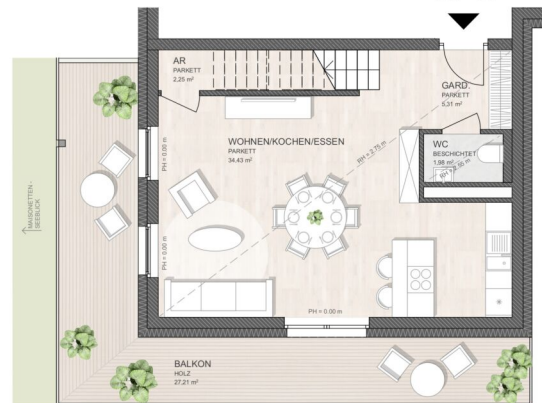 AR
PARKETT
2.25 m²
GARD.
PARKETT
5.31 m²
WOHNEN/KOCHEN/ESSEN
PARKETT
34.43 m²
RH = 2.75 m
WC
BESCHICHTET
1.98 m²
PH = 0.00 m
PH = 0.00 m
PH = 0.00 m
MAISONETTEN -
SEEBLICK
BALKON
HOLZ
27.21 m²